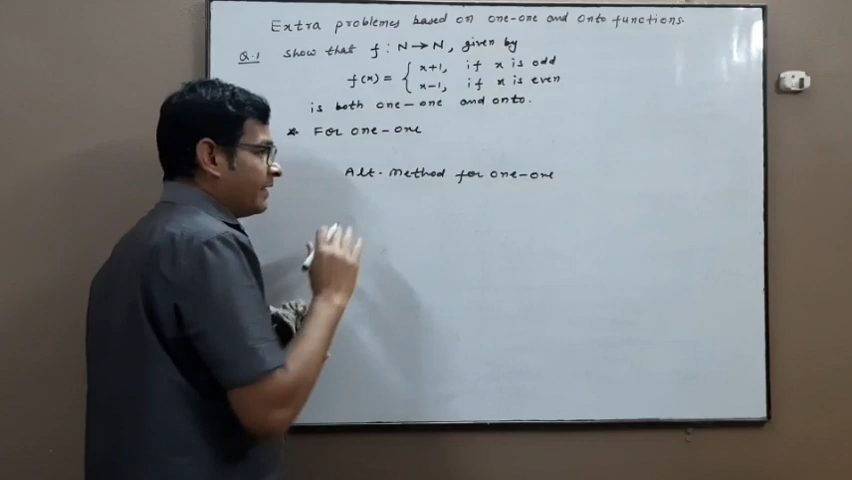 Extra problemes based on one-one and onto functions.
Q.1 Show that f : N → N, given by
f(x) = { x+1, if x is odd
x-1, if x is even
is both one-one and onto.
* For one-one
Alt. Method for one-one